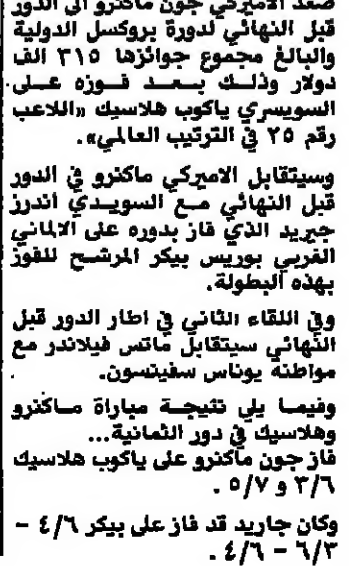 صعد الاميركي جون ماكنرو الى الدور
قبل النهائي لدورة بروكسل الدولية
والبالغ مجموع جوائزها ٣١٥ الف
دولار وذلك بعد فوزه على
السويسري ياكوب هلاسيك «اللاعب
رقم ٢٥ في الترتيب العالمي».
وسيتقابل الاميركي ماكنرو في الدور
قبل النهائي مع السويدي اندرز
جيريد الذي فاز بدوره على الالماني
الغربي بوريس بيكر المرشح للفوز
بهذه البطولة.
وفي اللقاء الثاني في اطار الدور قبل
النهائي سيتقابل ماتس فيلاندر مع
مواطنه يوناس سفينسون.
وفيما يلي نتيجة مباراة ماكنرو
وهلاسيك في دور الثمانية...
فاز جون ماكنرو على ياكوب هلاسيك
٣/٦ و ٥/٧ .
وكان جاريد قد فاز على بيكر ٤/٦ –
٦/٣ – ٤/٦ .